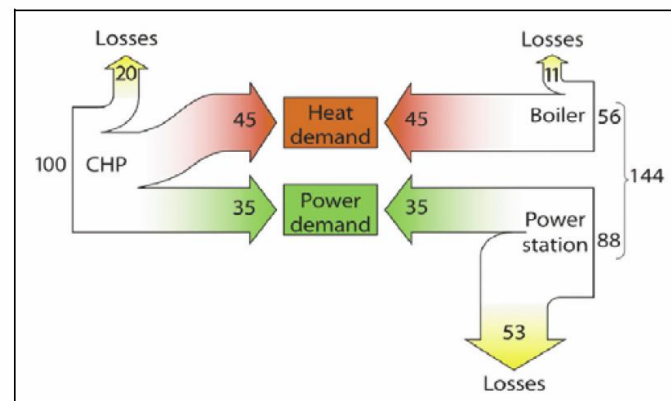 Losses
20
45
Heat
demand
45
100
CHP
35
Power
demand
35
Losses
11
Boiler
56
144
Power
station
88
53
Losses